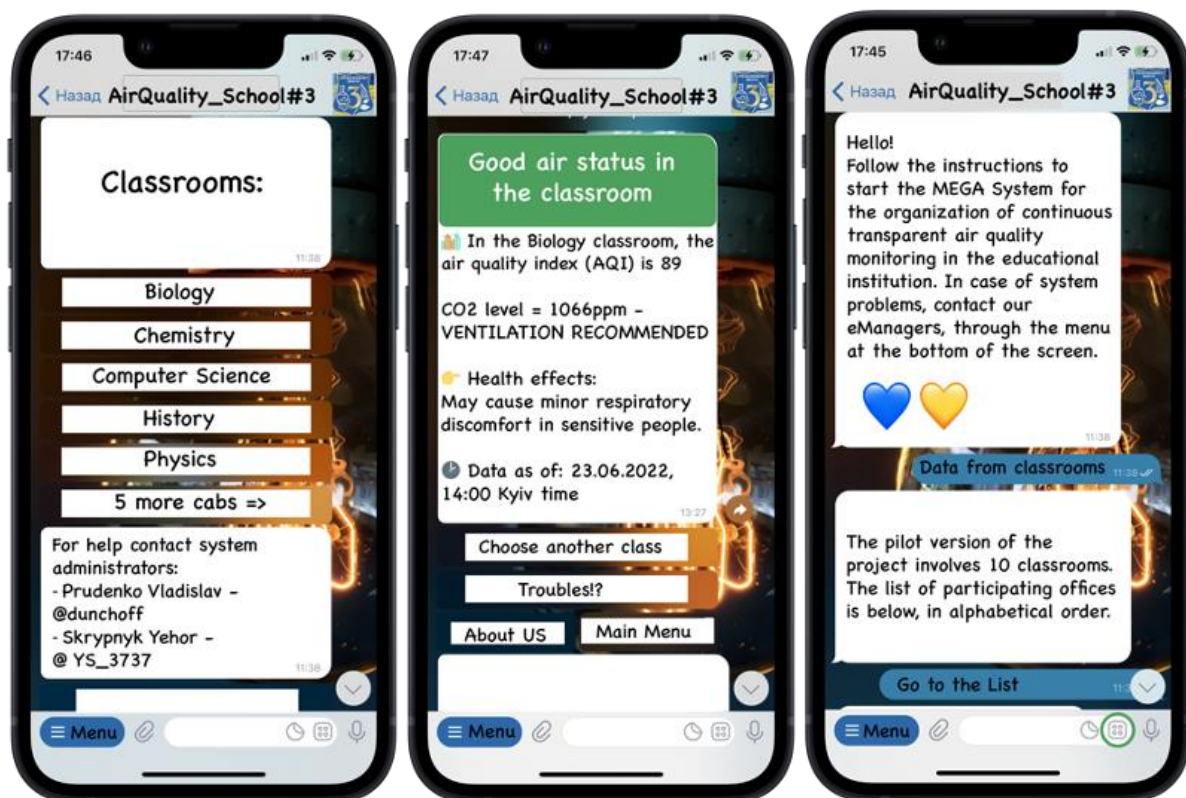 17:46
Назад AirQuality_School#3
3
Classrooms:
11:38
Biology
Chemistry
Computer Science
History
Physics
5 more cabs =>
For help contact system
administrators:
- Prudenko Vladislav -
@dunchoff
- Skrypnyk Yehor -
@ YS_3737
11:38
Menu
17:47
Назад AirQuality_School#3
3
Good air status in
the classroom
In the Biology classroom, the
air quality index (AQI) is 89
CO2 level = 1066ppm -
VENTILATION RECOMMENDED
Health effects:
May cause minor respiratory
discomfort in sensitive people.
Data as of: 23.06.2022,
14:00 Kyiv time
13:27
Choose another class
Troubles!?
About US Main Menu
Menu
17:45
Назад AirQuality_School#3
3
Hello!
Follow the instructions to
start the MEGA System for
the organization of continuous
transparent air quality
monitoring in the educational
institution. In case of system
problems, contact our
eManagers, through the menu
at the bottom of the screen.
11:38
Data from classrooms 11:38
The pilot version of the
project involves 10 classrooms.
The list of participating offices
is below, in alphabetical order.
Go to the List
Menu